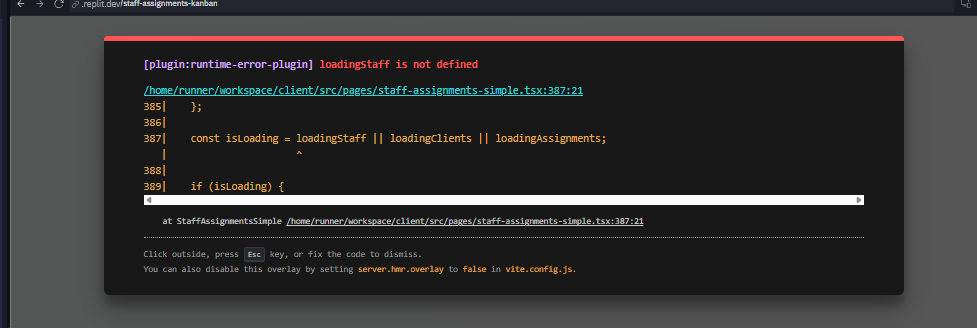 .replit.dev/staff-assignments-kanban
[plugin:runtime-error-plugin] loadingStaff is not defined
/home/runner/workspace/client/src/pages/staff-assignments-simple.tsx:387:21
385|    };
386|
387|    const isLoading = loadingStaff || loadingClients || loadingAssignments;
   |                      ^
388|
389|    if (isLoading) {
at StaffAssignmentsSimple /home/runner/workspace/client/src/pages/staff-assignments-simple.tsx:387:21
Click outside, press Esc key, or fix the code to dismiss.
You can also disable this overlay by setting server.hmr.overlay to false in vite.config.js.